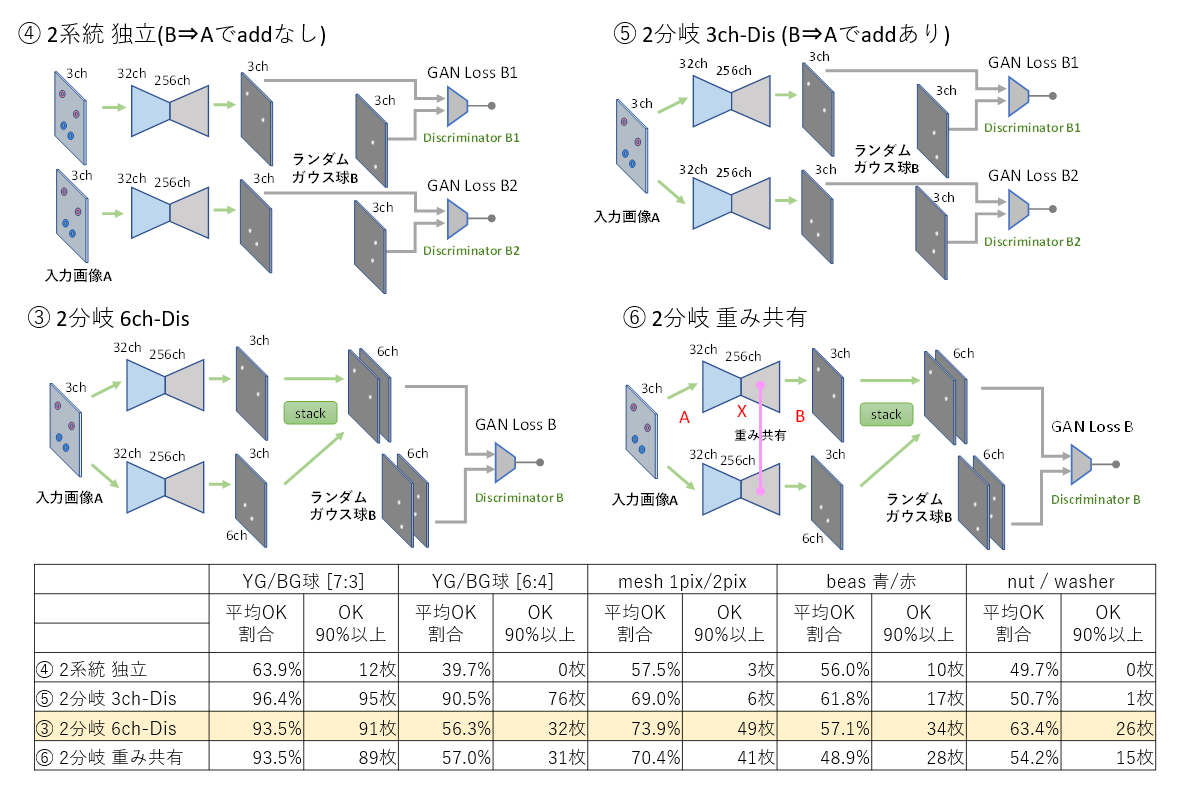 ④ 2系統 独立(B⇒Aでaddなし)
3ch
32ch
256ch
3ch
GAN Loss B1
3ch
Discriminator B1
ランダム
ガウス球B
3ch
32ch
256ch
3ch
GAN Loss B2
3ch
Discriminator B2
入力画像A
⑤ 2分岐 3ch-Dis (B⇒Aでaddあり)
3ch
32ch
256ch
3ch
GAN Loss B1
3ch
Discriminator B1
ランダム
ガウス球B
入力画像A
32ch
256ch
3ch
GAN Loss B2
3ch
Discriminator B2
③ 2分岐 6ch-Dis
3ch
32ch
256ch
3ch
6ch
stack
GAN Loss B
32ch
256ch
3ch
6ch
入力画像A
ランダム
ガウス球B
Discriminator B
6ch
⑥ 2分岐 重み共有
3ch
32ch
256ch
3ch
6ch
A
X
B
stack
重み共有
GAN Loss B
32ch
256ch
3ch
6ch
入力画像A
ランダム
ガウス球B
Discriminator B
6ch
YG/BG球 [7:3] YG/BG球 [6:4] mesh 1pix/2pix beas 青/赤 nut / washer
平均OK OK 平均OK OK 平均OK OK 平均OK OK 平均OK OK
割合 90%以上 割合 90%以上 割合 90%以上 割合 90%以上 割合 90%以上
④ 2系統 独立 63.9% 12枚 39.7% 0枚 57.5% 3枚 56.0% 10枚 49.7% 0枚
⑤ 2分岐 3ch-Dis 96.4% 95枚 90.5% 76枚 69.0% 6枚 61.8% 17枚 50.7% 1枚
③ 2分岐 6ch-Dis 93.5% 91枚 56.3% 32枚 73.9% 49枚 57.1% 34枚 63.4% 26枚
⑥ 2分岐 重み共有 93.5% 89枚 57.0% 31枚 70.4% 41枚 48.9% 28枚 54.2% 15枚